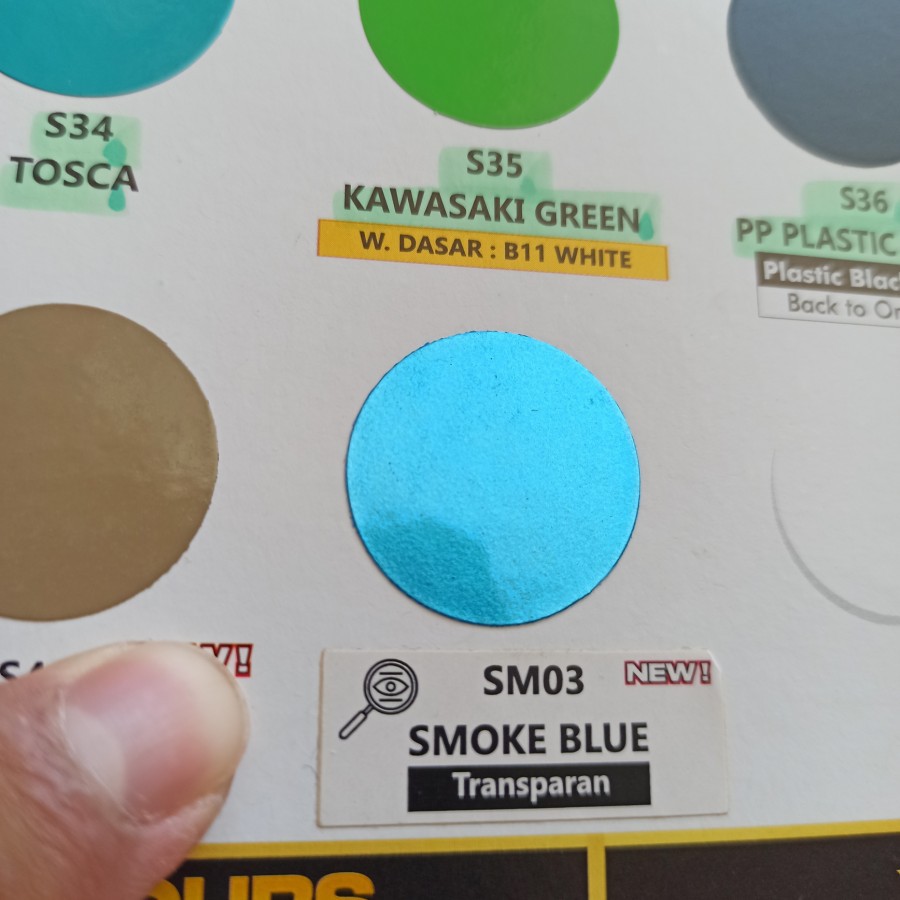 S34
TOSCA
S35
KAWASAKI GREEN
W. DASAR : B11 WHITE
S36
PP PLASTIC
Plastic
Back to
NEW!
SM03
SMOKE BLUE
Transparan